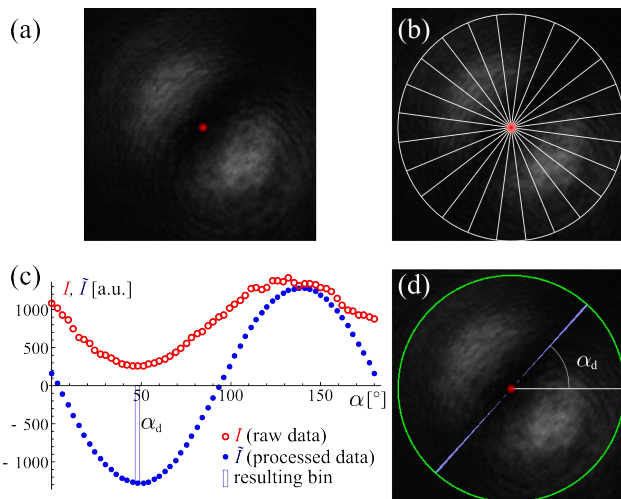 (a)
(b)
(c)
I, Ĩ [a.u.]
1000
500
0
- 500
- 1000
50
100
150
α[°]
α_d
I (raw data)
Ĩ (processed data)
resulting bin
(d)
α_d